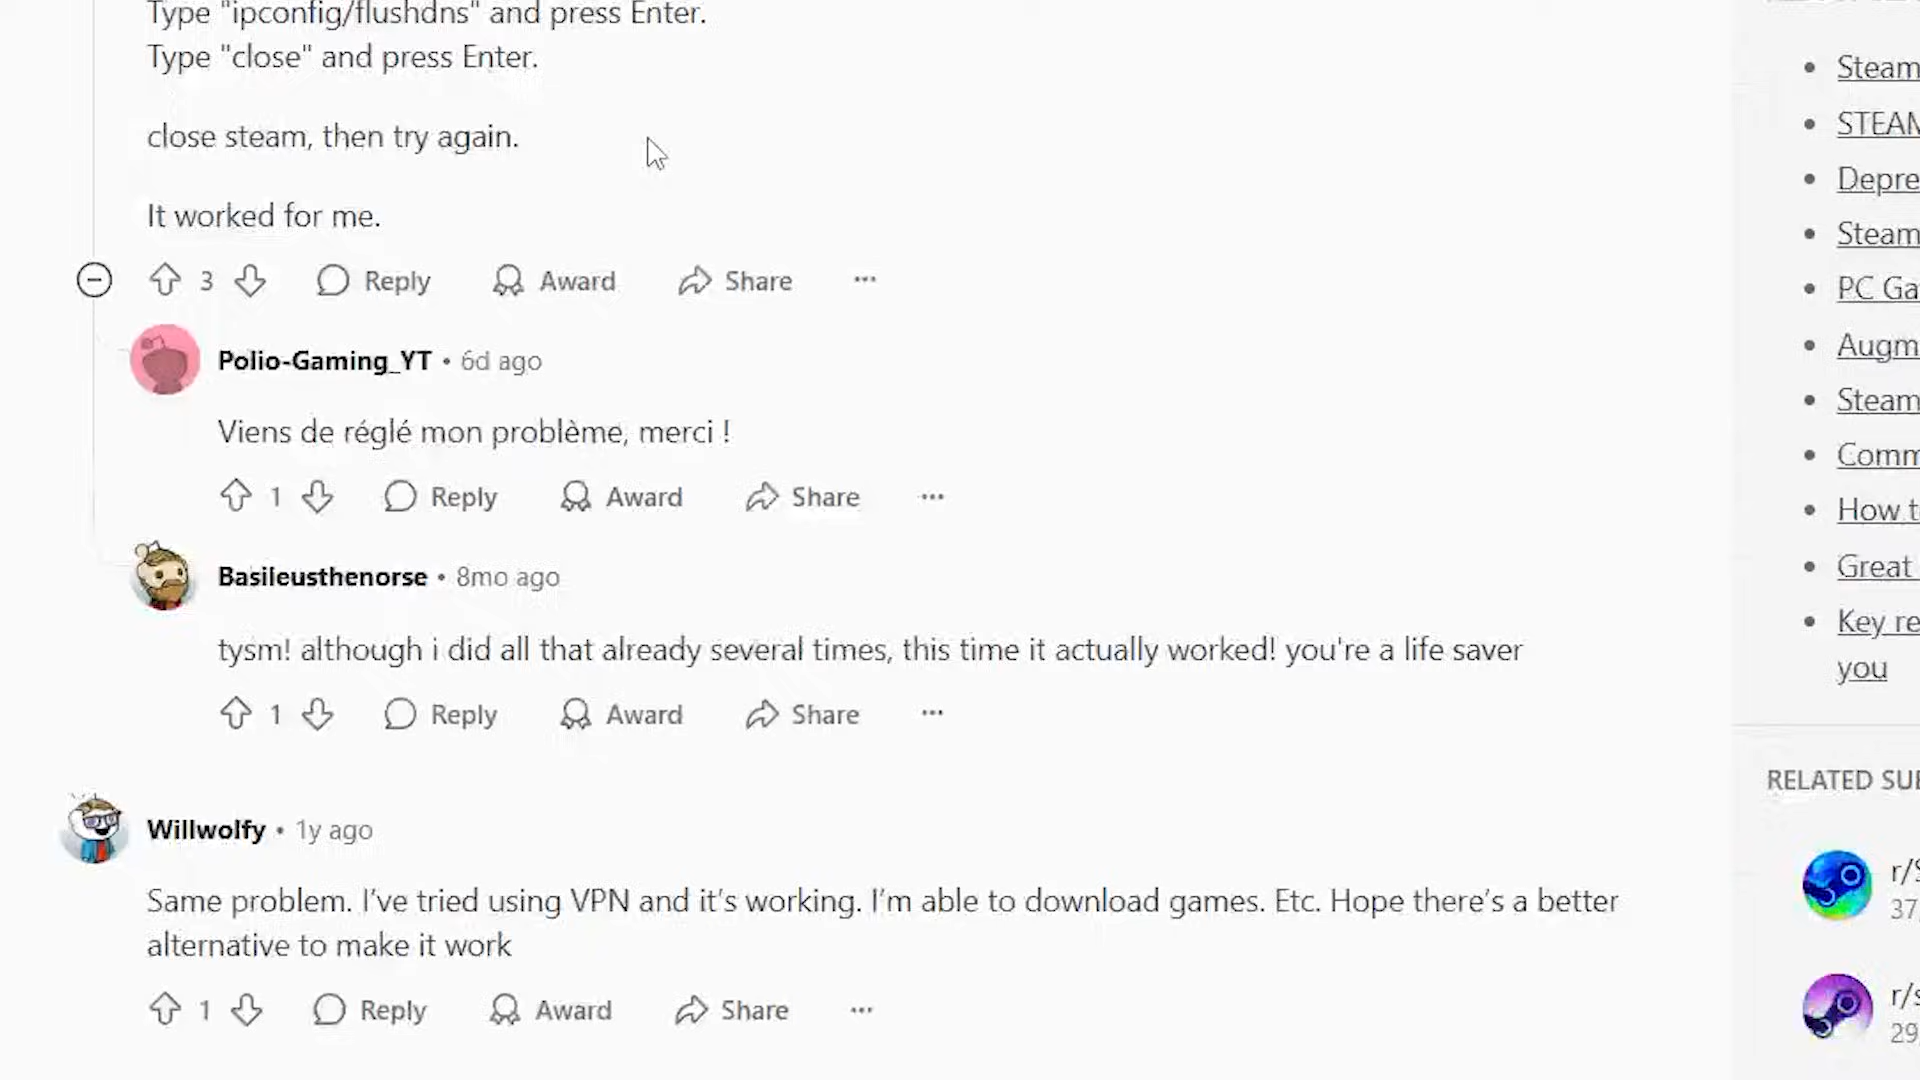 Type "ipconfig/flushdns" and press Enter.
Type "close" and press Enter.
close steam, then try again.
It worked for me.
3 Reply Award Share ...
Polio-Gaming_YT • 6d ago
Viens de réglé mon problème, merci !
1 Reply Award Share ...
Basileusthenorse • 8mo ago
tysm! although i did all that already several times, this time it actually worked! you're a life saver
1 Reply Award Share ...
Willwolfy • 1y ago
Same problem. I’ve tried using VPN and it’s working. I’m able to download games. Etc. Hope there’s a better
alternative to make it work
1 Reply Award Share ...
• Steam
• STEAM
• Depre
• Steam
• PC Ga
• Augm
• Steam
• Comm
• How t
• Great
• Key re
you
RELATED SUB
r/S
37
r/s
29